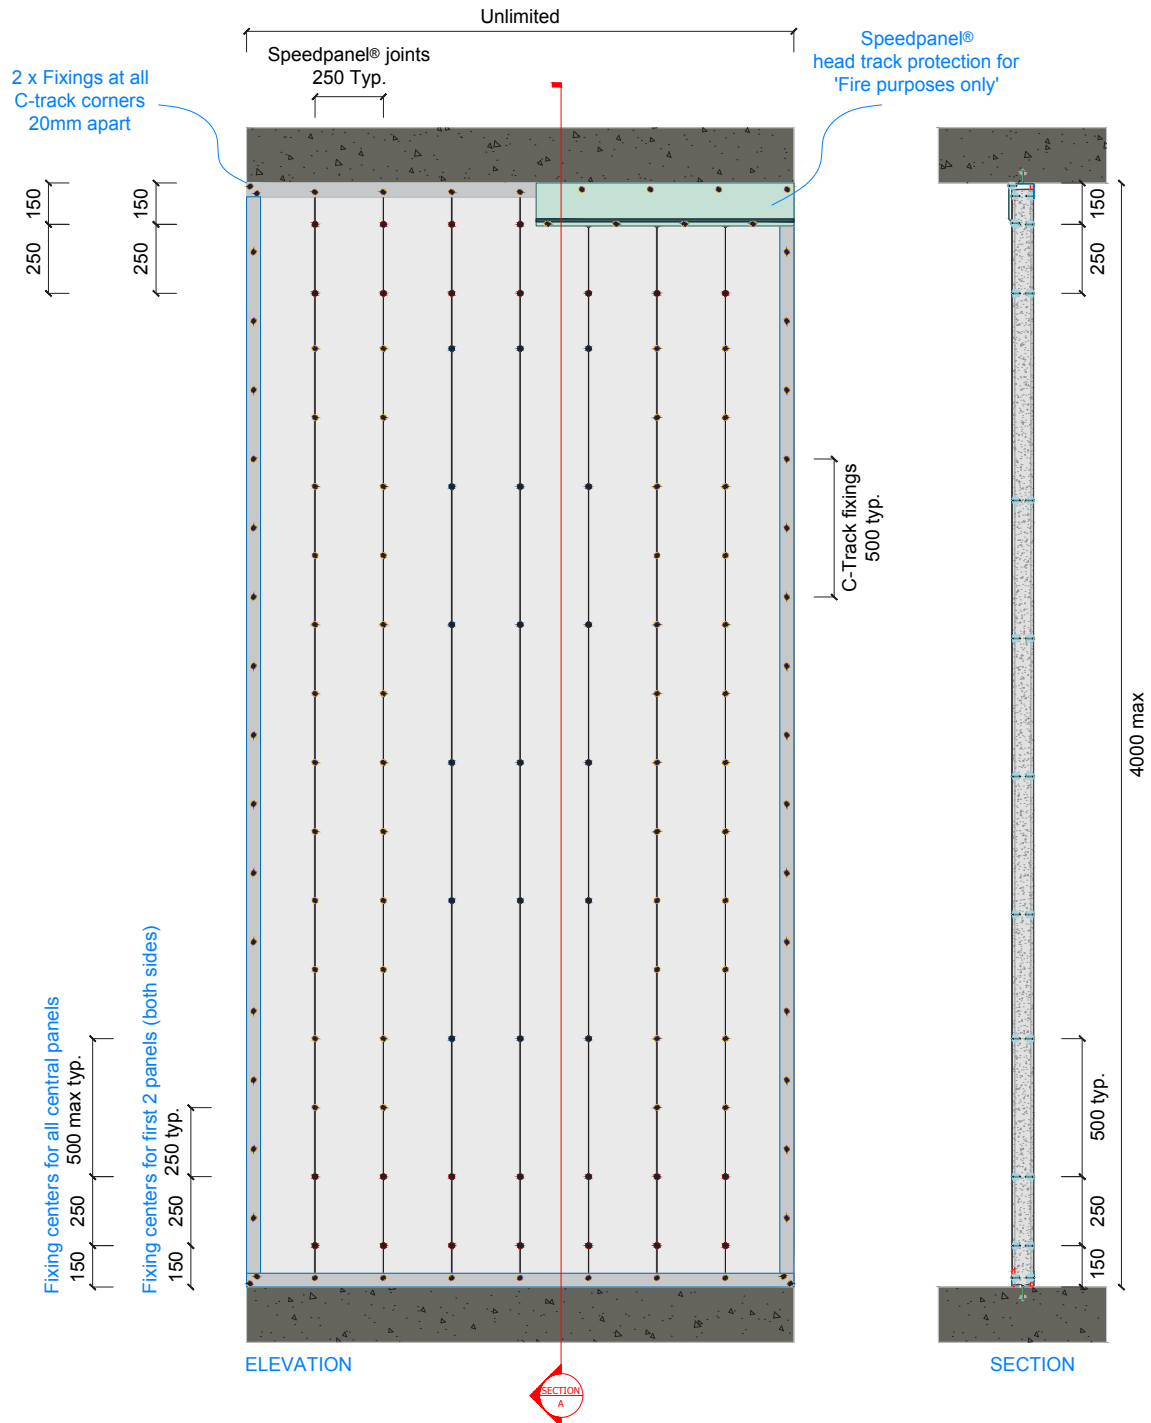 Unlimited
Speedpanel® joints
250 Typ.
Speedpanel®
head track protection for
'Fire purposes only'
2 x Fixings at all
C-track corners
20mm apart
150
250
150
250
150
250
C-Track fixings
500 typ.
4000 max
Fixing centers for all central panels
500 max typ.
250
150
Fixing centers for first 2 panels (both sides)
250 typ.
250
150
500 typ.
250
150
ELEVATION
SECTION
SECTION
A